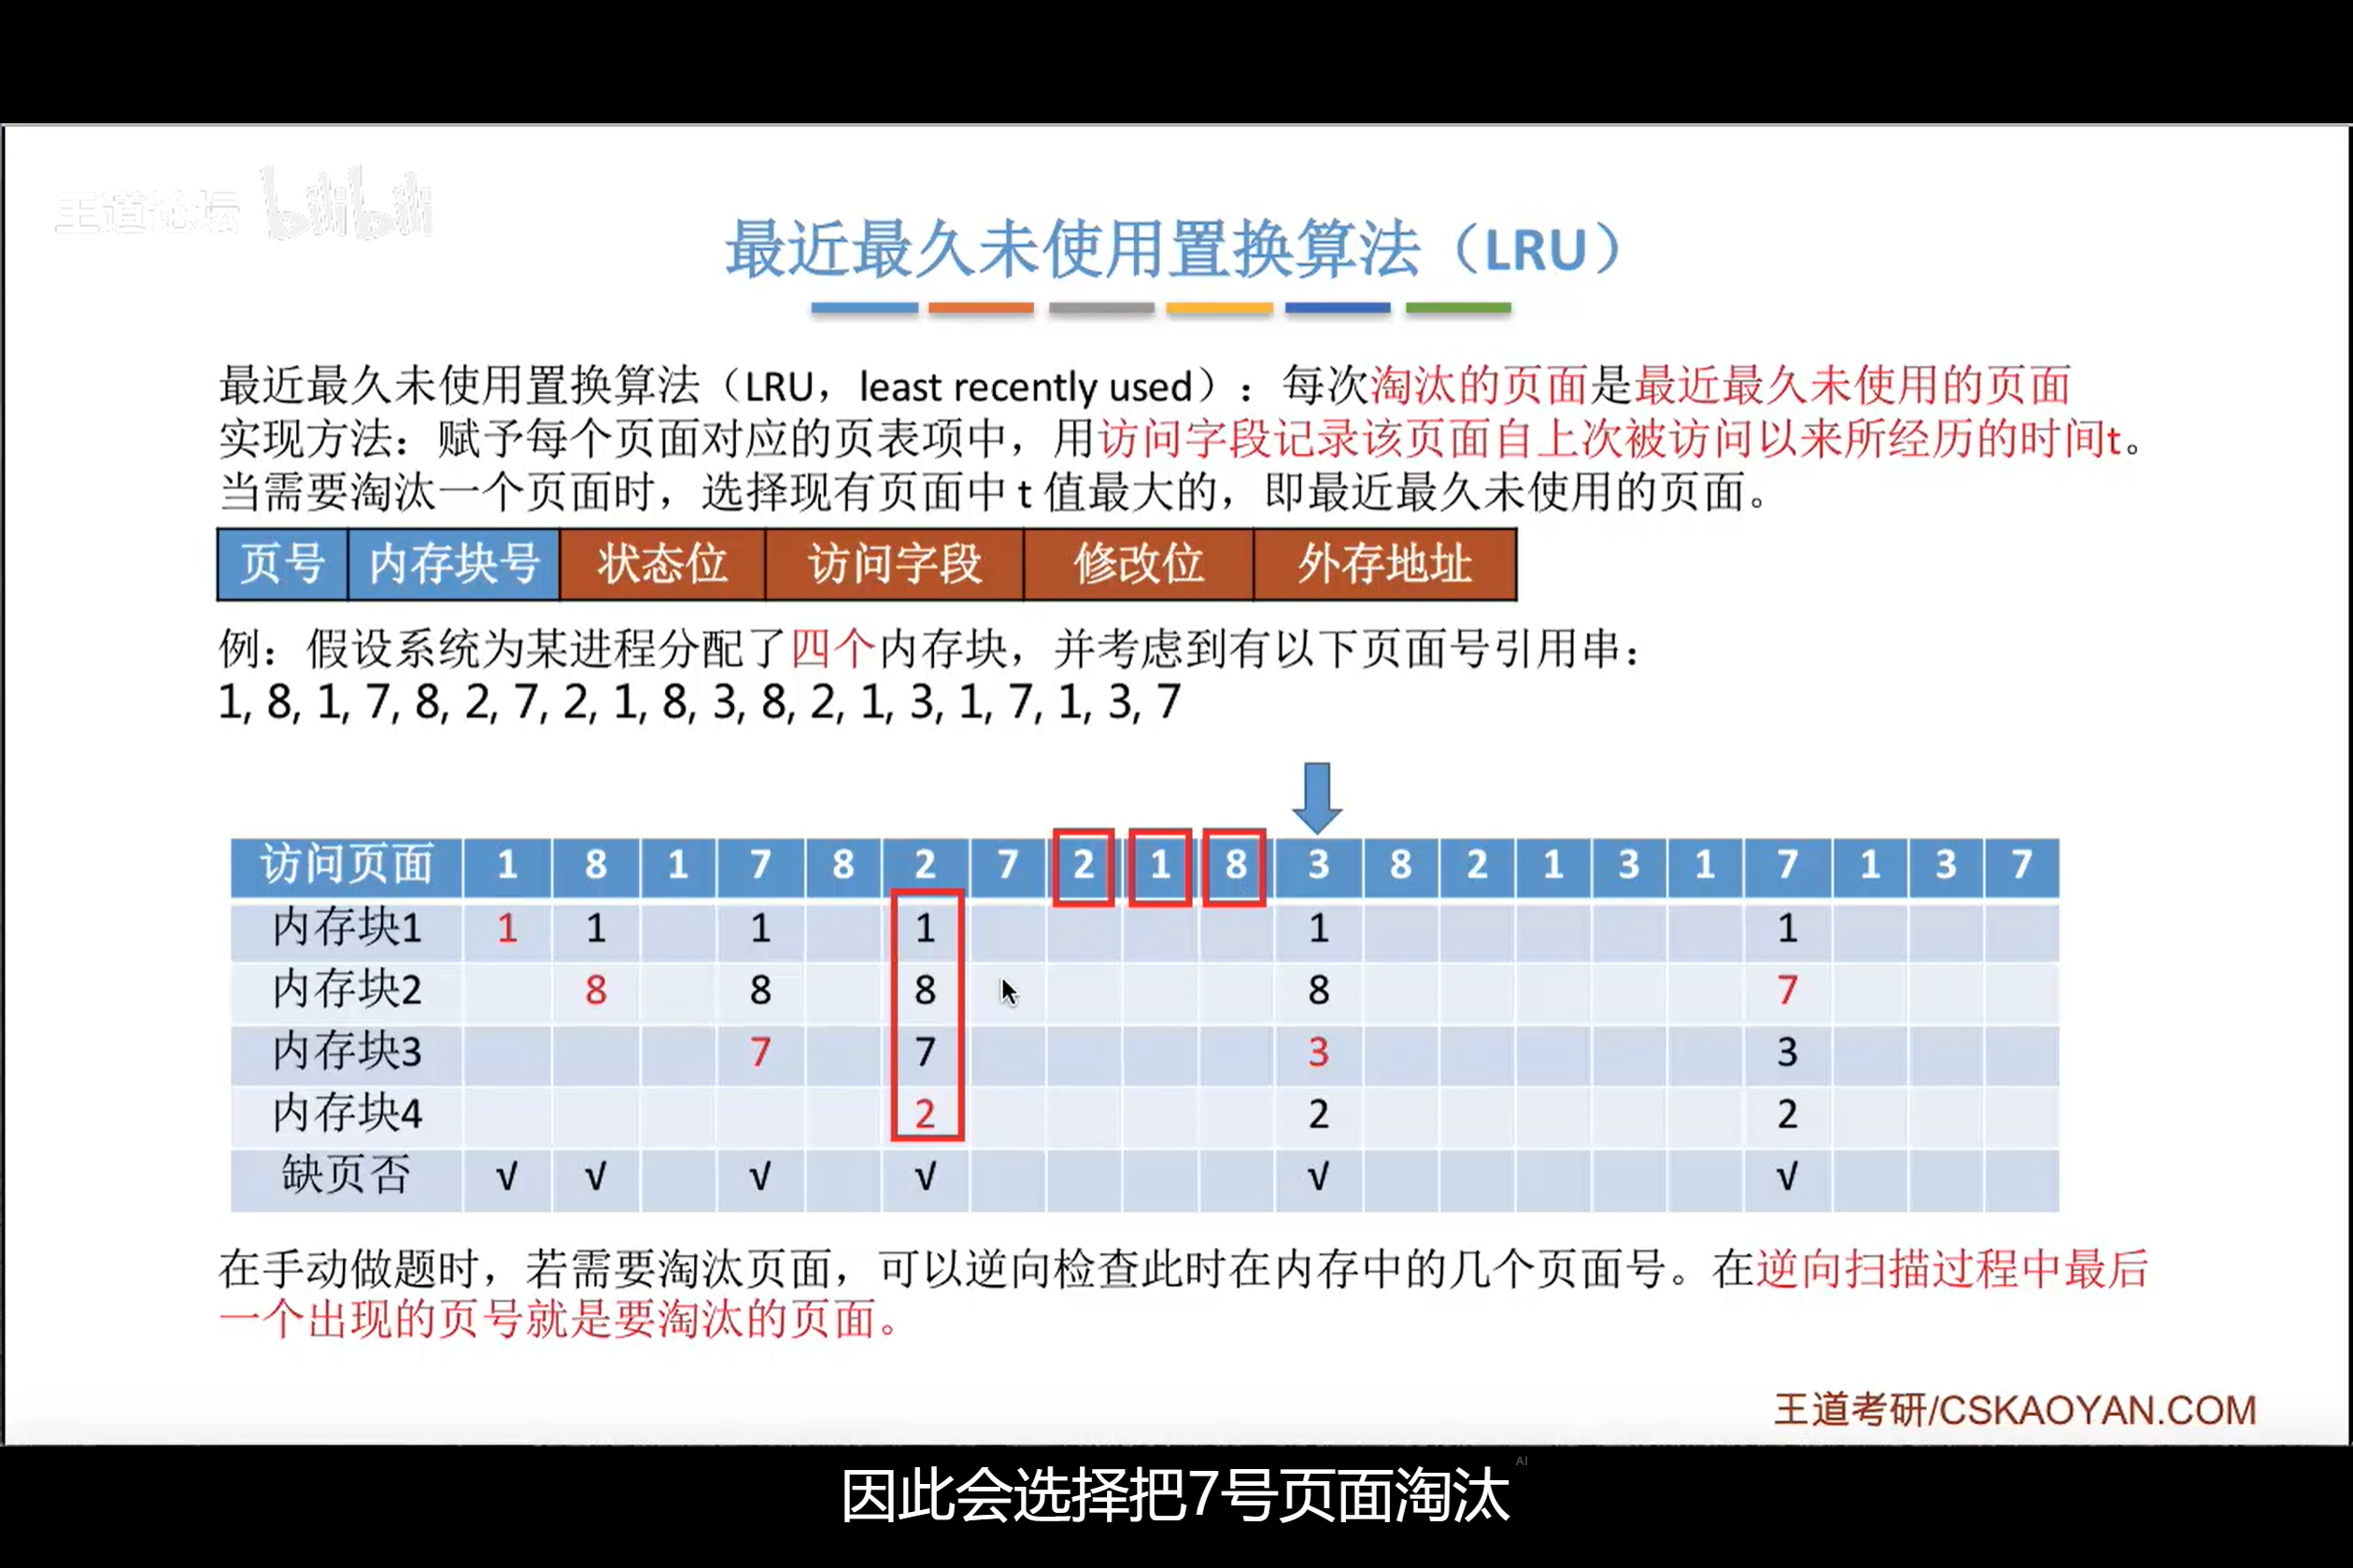 王道论坛 bilibili
最近最久未使用置换算法（LRU）
最近最久未使用置换算法（LRU，least recently used）：每次淘汰的页面是最近最久未使用的页面
实现方法：赋予每个页面对应的页表项中，用访问字段记录该页面自上次被访问以来所经历的时间t。
当需要淘汰一个页面时，选择现有页面中 t 值最大的，即最近最久未使用的页面。
页号 内存块号 状态位 访问字段 修改位 外存地址
例：假设系统为某进程分配了四个内存块，并考虑到有以下页面号引用串：
1, 8, 1, 7, 8, 2, 7, 2, 1, 8, 3, 8, 2, 1, 3, 1, 7, 1, 3, 7
访问页面 1 8 1 7 8 2 7 2 1 8 3 8 2 1 3 1 7 1 3 7
内存块1 1 1 1 1 1 1
内存块2 8 8 8 8 7
内存块3 7 7 3 3
内存块4 2 2 2
缺页否 √ √ √ √ √ √
在手动做题时，若需要淘汰页面，可以逆向检查此时在内存中的几个页面号。在逆向扫描过程中最后
一个出现的页号就是要淘汰的页面。
王道考研/CSKAOYAN.COM
AI
因此会选择把7号页面淘汰